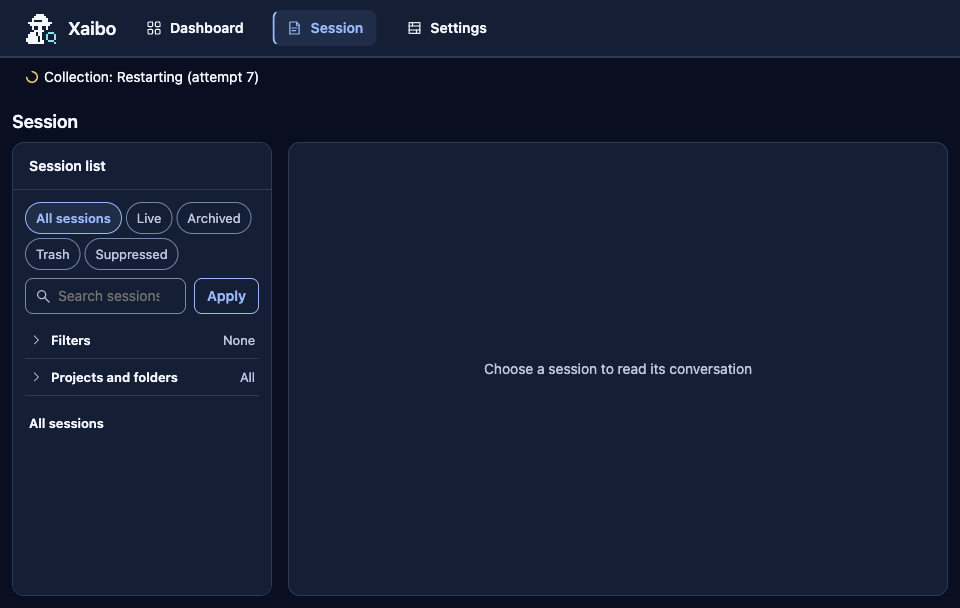 Xaibo
Dashboard
Session
Settings
Collection: Restarting (attempt 7)
Session
Session list
All sessions
Live
Archived
Trash
Suppressed
Search sessions
Apply
Filters
None
Projects and folders
All
All sessions
Choose a session to read its conversation